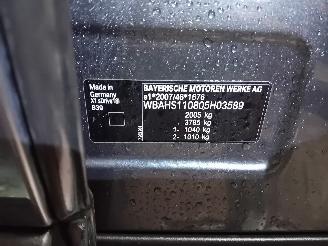 Made in
Germany
X1 sDrive18i
B39
BAYERISCHE MOTOREN WERKE AG
e1*2007/46*1676
WBAHS110805H03589
2005 kg
3785 kg
1- 1040 kg
2- 1010 kg